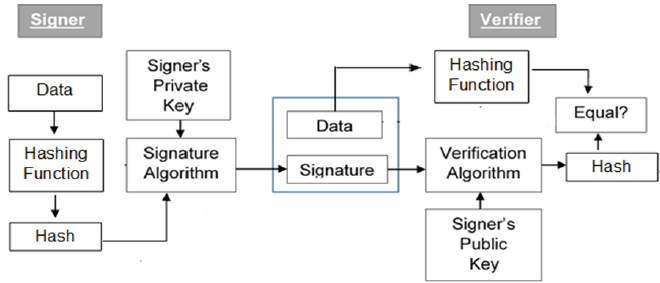 Signer
Verifier
Data
Hashing
Function
Hash
Signer's
Private
Key
Signature
Algorithm
Data
Signature
Hashing
Function
Verification
Algorithm
Signer's
Public
Key
Equal?
Hash